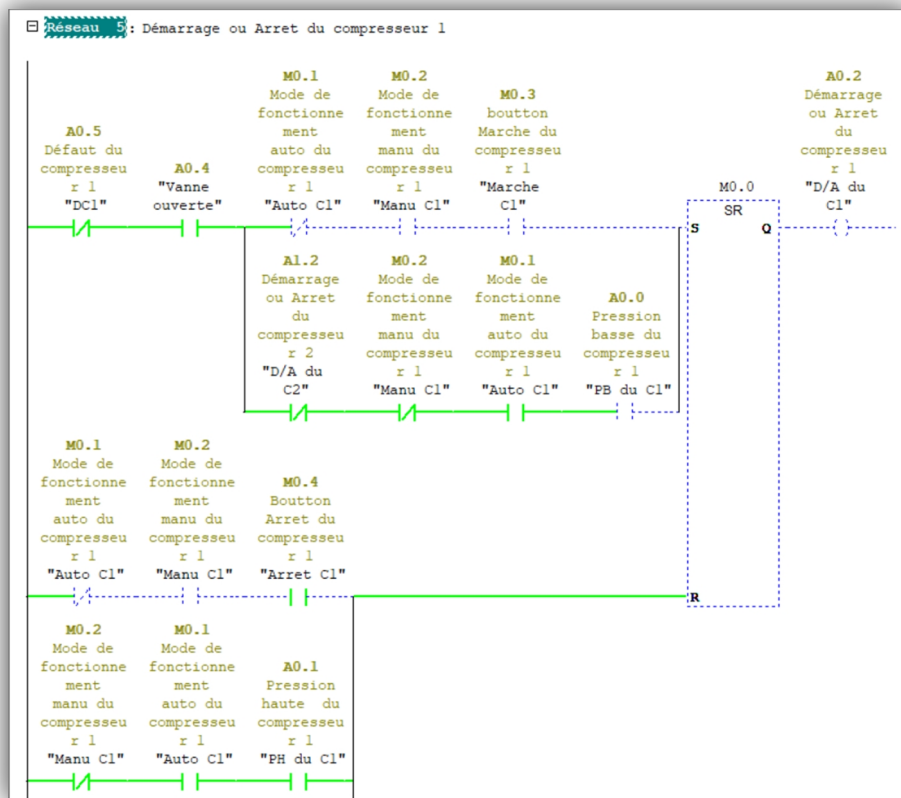 Réseau 5: Démarrage ou Arret du compresseur 1
A0.5
Défaut du
compresseu
r 1
"DC1"
A0.4
"Vanne
ouverte"
M0.1
Mode de
fonctionne
ment
auto du
compresseu
r 1
"Auto C1"
M0.2
Mode de
fonctionne
ment
manu du
compresseu
r 1
"Manu C1"
M0.3
boutton
Marche du
compresseu
r 1
"Marche
C1"
M0.0
SR
S
Q
A0.2
Démarrage
ou Arret
du
compresseu
r 1
"D/A du
C1"
A1.2
Démarrage
ou Arret
du
compresseu
r 2
"D/A du
C2"
M0.2
Mode de
fonctionne
ment
manu du
compresseu
r 1
"Manu C1"
M0.1
Mode de
fonctionne
ment
auto du
compresseu
r 1
"Auto C1"
A0.0
Pression
basse du
compresseu
r 1
"PB du C1"
M0.1
Mode de
fonctionne
ment
auto du
compresseu
r 1
"Auto C1"
M0.2
Mode de
fonctionne
ment
manu du
compresseu
r 1
"Manu C1"
M0.4
Boutton
Arret du
compresseu
r 1
"Arret C1"
R
M0.2
Mode de
fonctionne
ment
manu du
compresseu
r 1
"Manu C1"
M0.1
Mode de
fonctionne
ment
auto du
compresseu
r 1
"Auto C1"
A0.1
Pression
haute du
compresseu
r 1
"PH du C1"